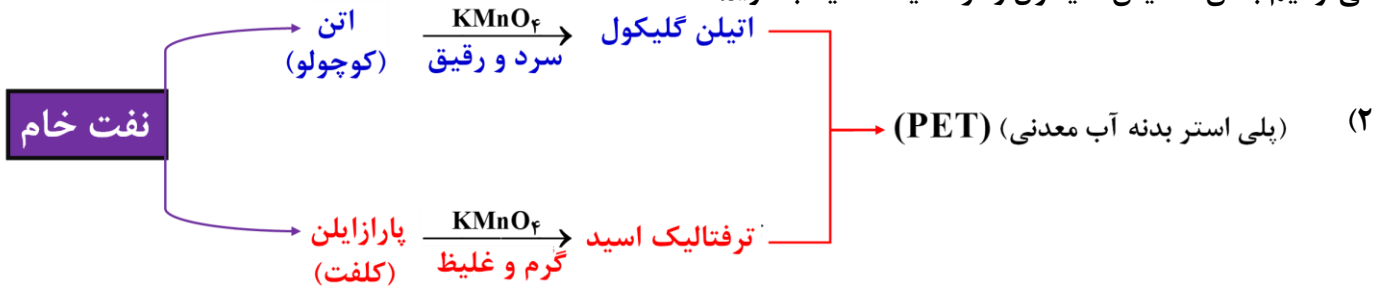 اتن
(کوچولو)
KMnO۴
سرد و رقیق
اتیلن گلیکول
نفت خام
۲) (پلی استر بدنه آب معدنی) (PET)
پارازایلن
(کلفت)
KMnO۴
گرم و غلیظ
ترفتالیک اسید